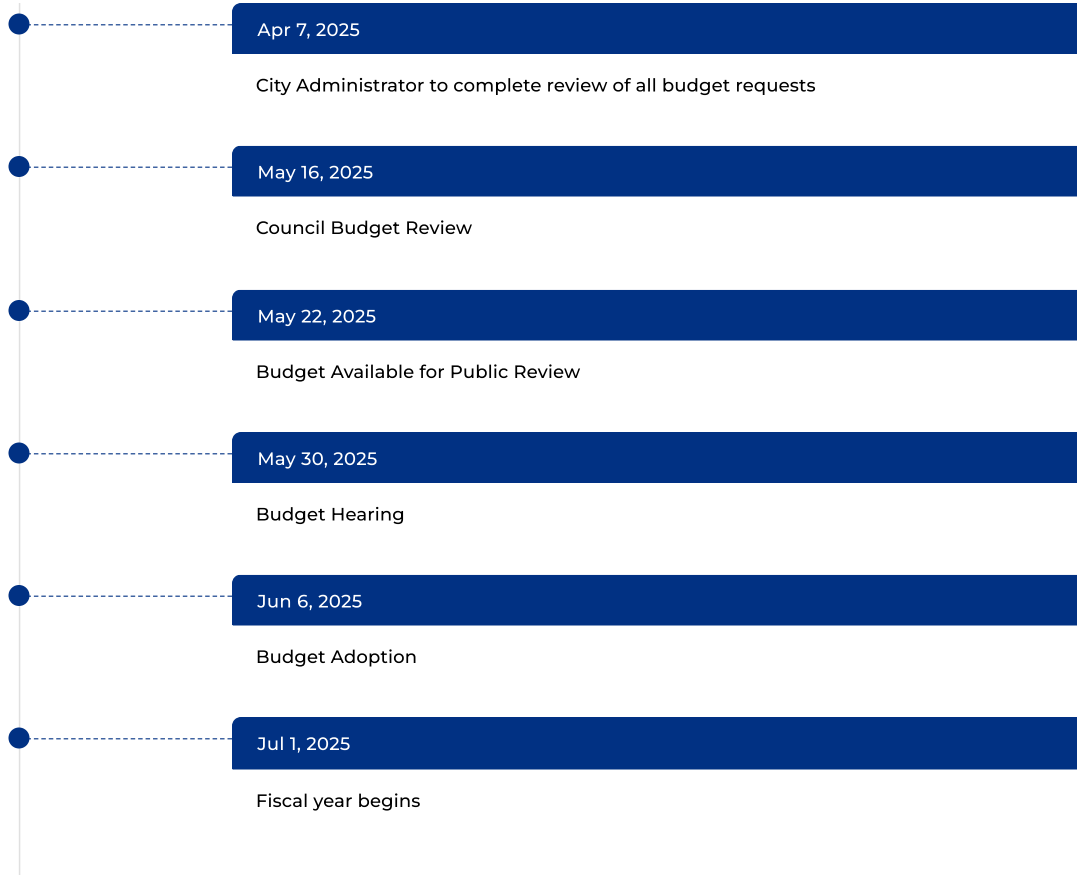 Apr 7, 2025
City Administrator to complete review of all budget requests
May 16, 2025
Council Budget Review
May 22, 2025
Budget Available for Public Review
May 30, 2025
Budget Hearing
Jun 6, 2025
Budget Adoption
Jul 1, 2025
Fiscal year begins